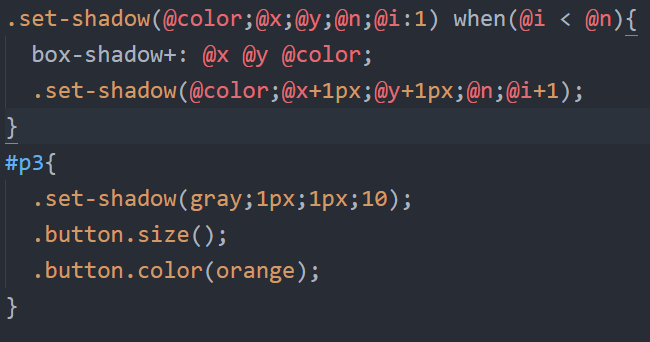 .set-shadow(@color;@x;@y;@n;@i:1) when(@i < @n){
box-shadow+: @x @y @color;
.set-shadow(@color;@x+1px;@y+1px;@n;@i+1);
}
#p3{
.set-shadow(gray;1px;1px;10);
.button.size();
.button.color(orange);
}